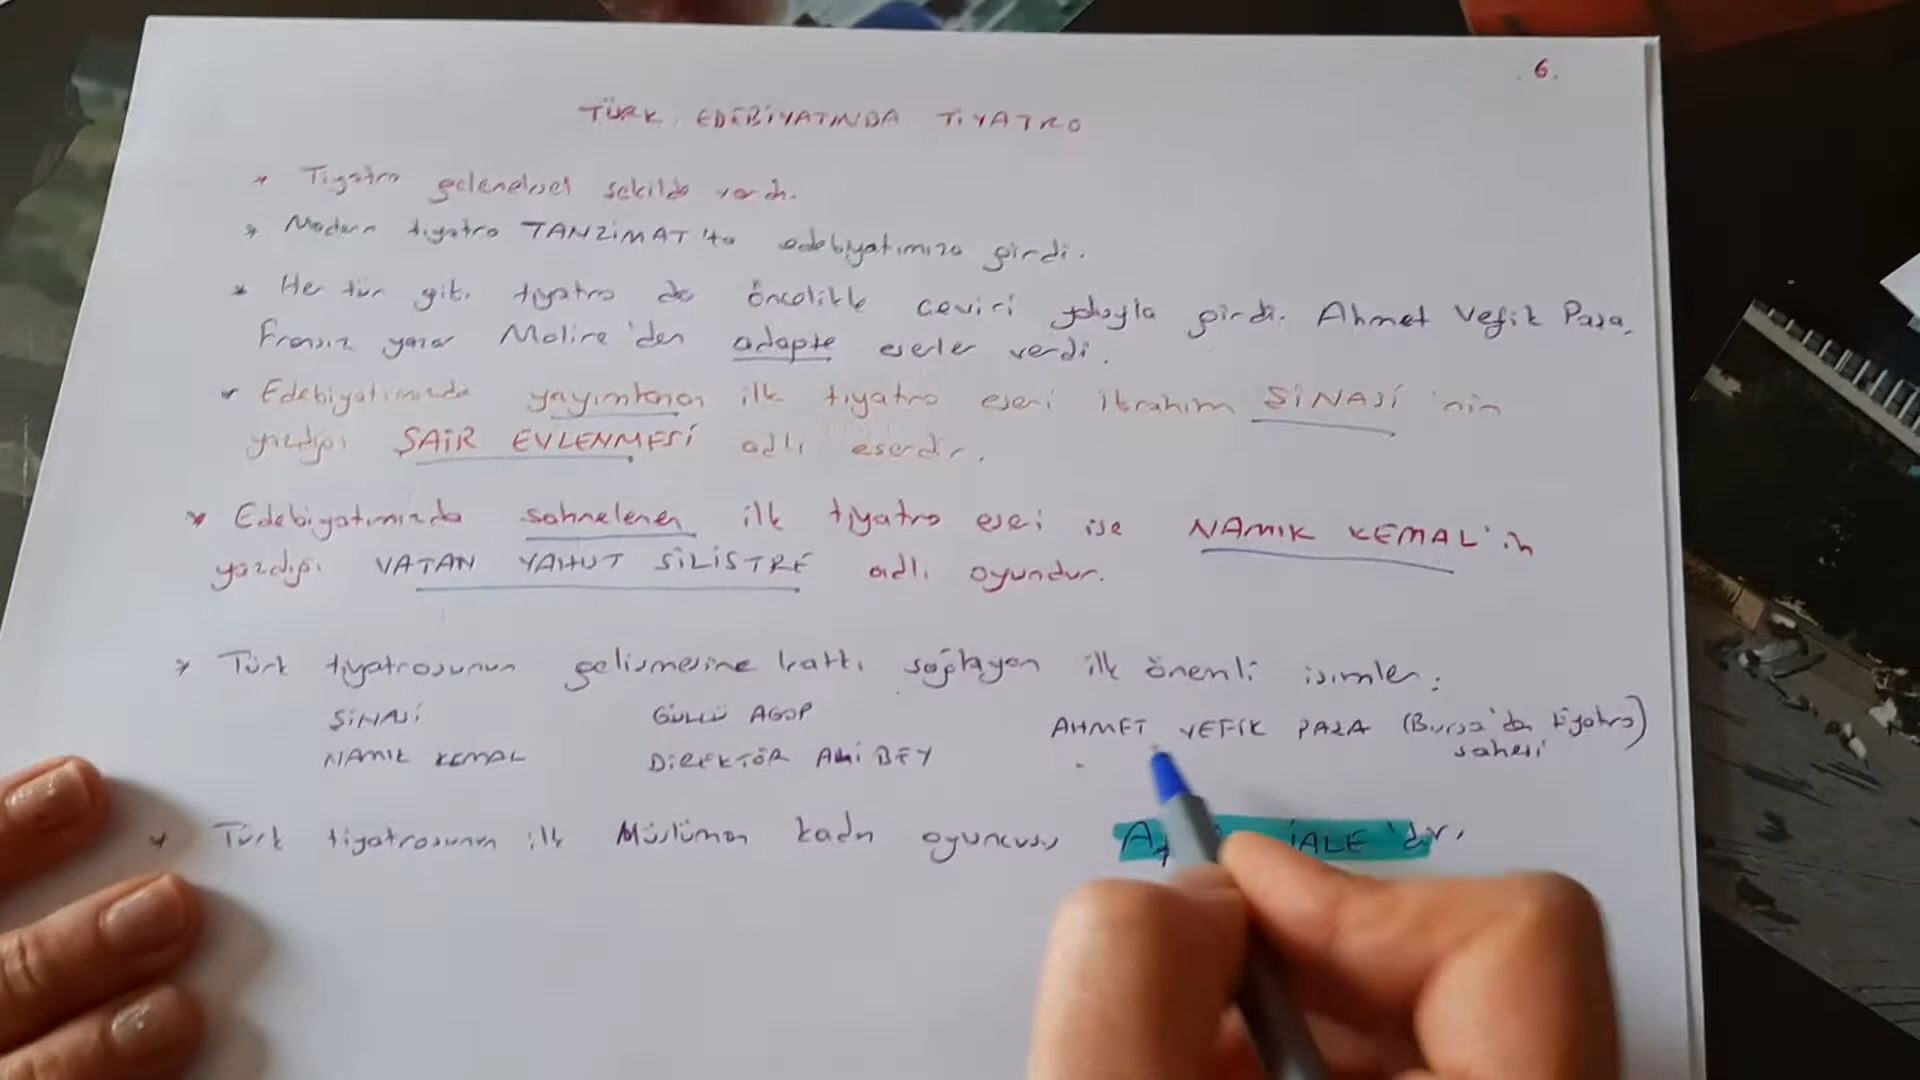 6.
TÜRK EDEBİYATINDA TİYATRO
* Tiyatro geleneksel şekilde vardı.
* Modern tiyatro TANZİMAT'ta edebiyatımıza girdi.
* Her tür gibi tiyatro da öncelikle çeviri yoluyla girdi. Ahmet Vefik Paşa,
Fransız yazar Molire'den adapte eserler verdi.
* Edebiyatımızda yayımlanan ilk tiyatro eseri İbrahim ŞİNASİ'nin
yazdığı ŞAİR EVLENMESİ adlı eserdir.
* Edebiyatımızda sahnelenen ilk tiyatro eseri ise NAMIK KEMAL'in
yazdığı VATAN YAHUT SİLİSTRE adlı oyundur.
* Türk tiyatrosunun gelişmesine katkı sağlayan ilk önemli isimler:
ŞİNASİ GÜLLÜ AGOP AHMET VEFİK PAŞA (Bursa'da tiyatro
sahesi)
NAMIK KEMAL DİREKTÖR ALİ BEY
* Türk tiyatrosunun ilk Müslüman kadın oyuncusu JALE'dir.